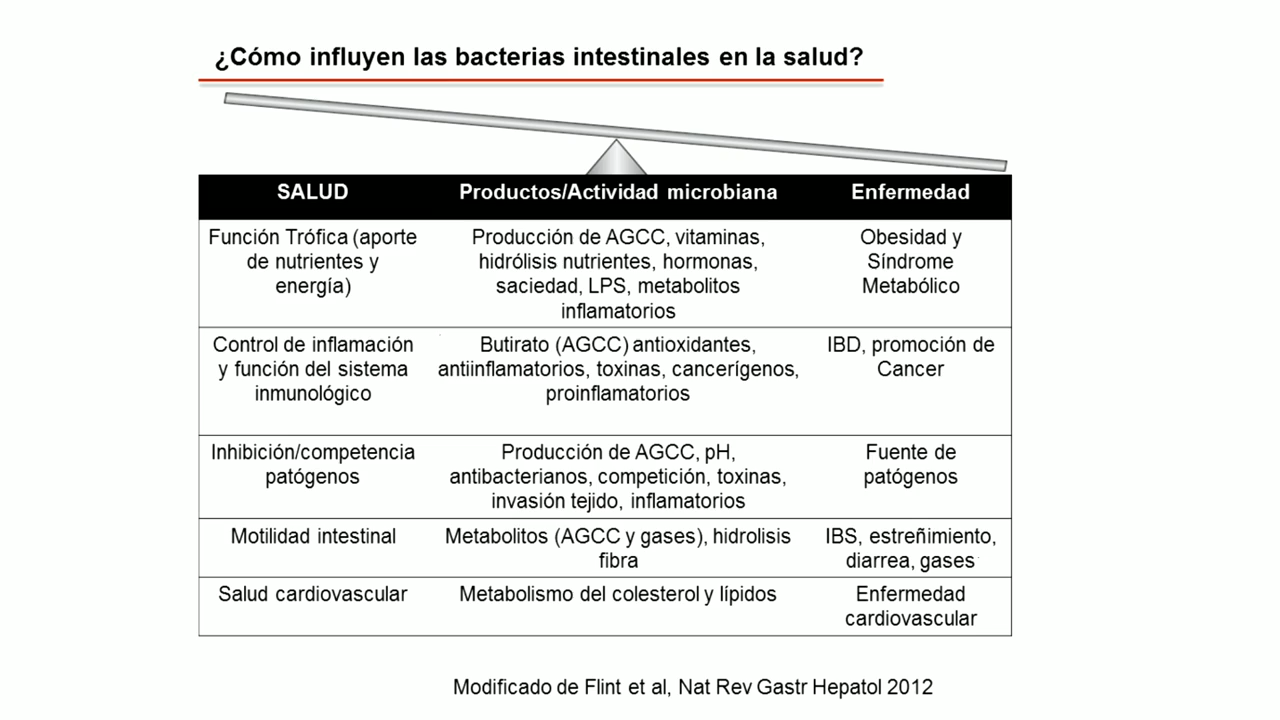 ¿Cómo influyen las bacterias intestinales en la salud?
SALUD
Productos/Actividad microbiana
Enfermedad
Función Trófica (aporte
de nutrientes y
energía)
Producción de AGCC, vitaminas,
hidrólisis nutrientes, hormonas,
saciedad, LPS, metabolitos
inflamatorios
Obesidad y
Síndrome
Metabólico
Control de inflamación
y función del sistema
inmunológico
Butirato (AGCC) antioxidantes,
antiinflamatorios, toxinas, cancerígenos,
proinflamatorios
IBD, promoción de
Cancer
Inhibición/competencia
patógenos
Producción de AGCC, pH,
antibacterianos, competición, toxinas,
invasión tejido, inflamatorios
Fuente de
patógenos
Motilidad intestinal
Metabolitos (AGCC y gases), hidrolisis
fibra
IBS, estreñimiento,
diarrea, gases
Salud cardiovascular
Metabolismo del colesterol y lípidos
Enfermedad
cardiovascular
Modificado de Flint et al, Nat Rev Gastr Hepatol 2012